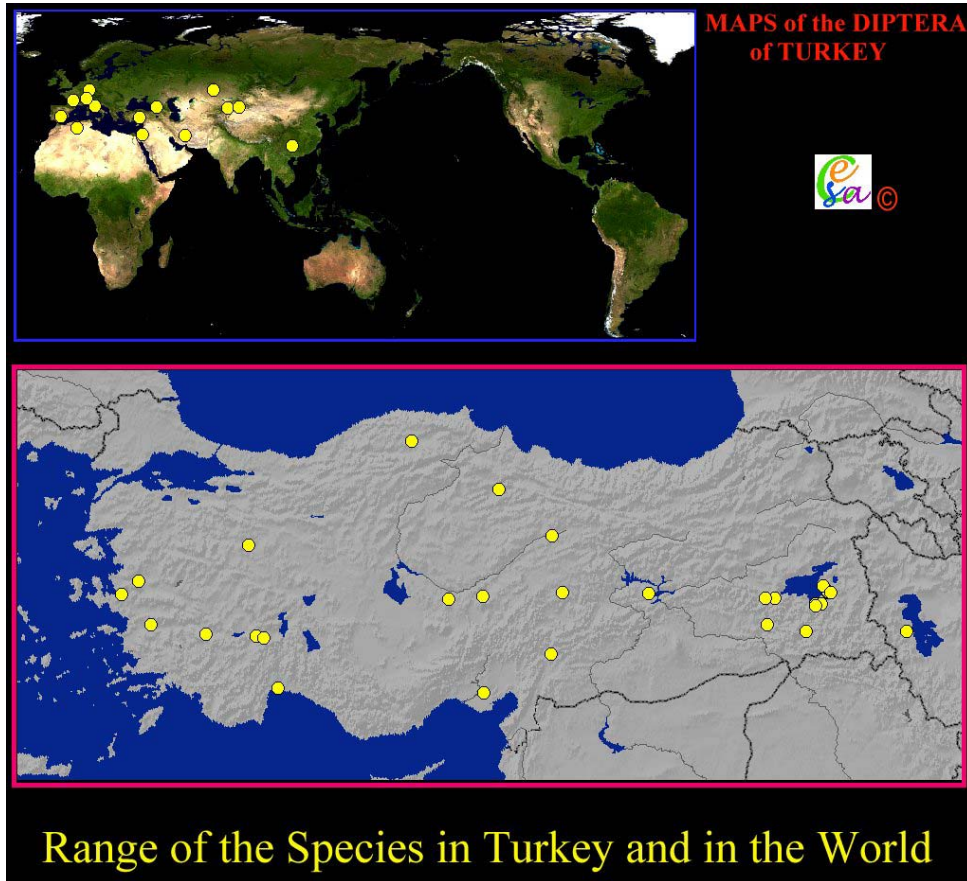 MAPS of the DIPTERA
of TURKEY
esa ©
Range of the Species in Turkey and in the World